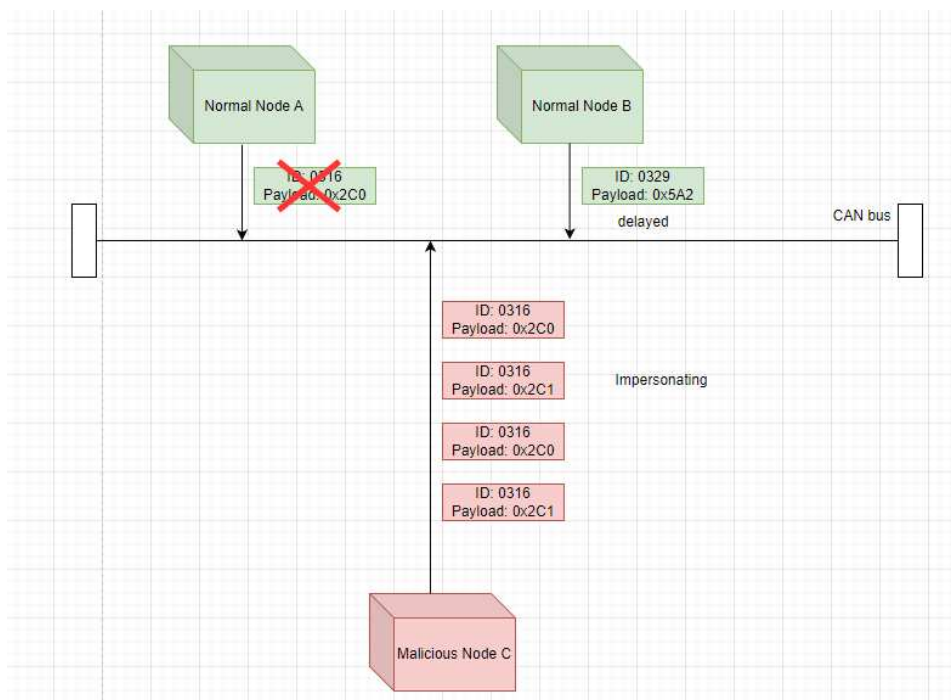 Normal Node A
Normal Node B
ID: 0316
Payload: 0x2C0
ID: 0329
Payload: 0x5A2
delayed
CAN bus
ID: 0316
Payload: 0x2C0
ID: 0316
Payload: 0x2C1
Impersonating
ID: 0316
Payload: 0x2C0
ID: 0316
Payload: 0x2C1
Malicious Node C